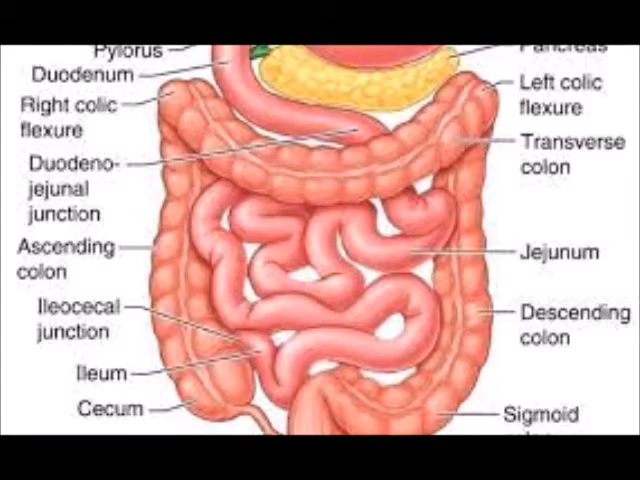 Pylorus
Duodenum
Right colic
flexure
Duodeno-
jejunal
junction
Ascending
colon
Ileocecal
junction
Ileum
Cecum
Pancreas
Left colic
flexure
Transverse
colon
Jejunum
Descending
colon
Sigmoid